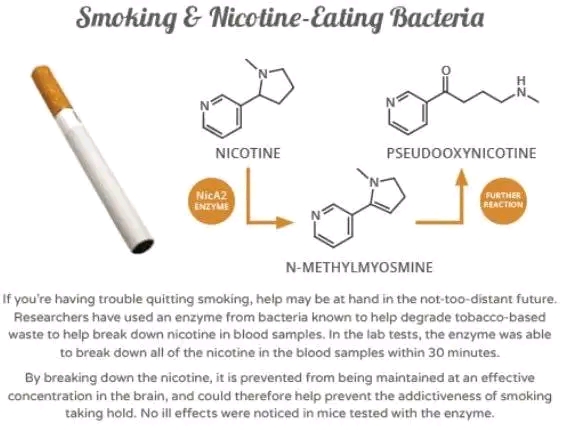 Smoking & Nicotine-Eating Bacteria
N
N
NICOTINE
O
N
H
N
PSEUDOOXYNICOTINE
NicA2
ENZYME
N
N
FURTHER
REACTION
N-METHYLMYOSMINE
If you're having trouble quitting smoking, help may be at hand in the not-too-distant future.
Researchers have used an enzyme from bacteria known to help degrade tobacco-based
waste to help break down nicotine in blood samples. In the lab tests, the enzyme was able
to break down all of the nicotine in the blood samples within 30 minutes.
By breaking down the nicotine, it is prevented from being maintained at an effective
concentration in the brain, and could therefore help prevent the addictiveness of smoking
taking hold. No ill effects were noticed in mice tested with the enzyme.